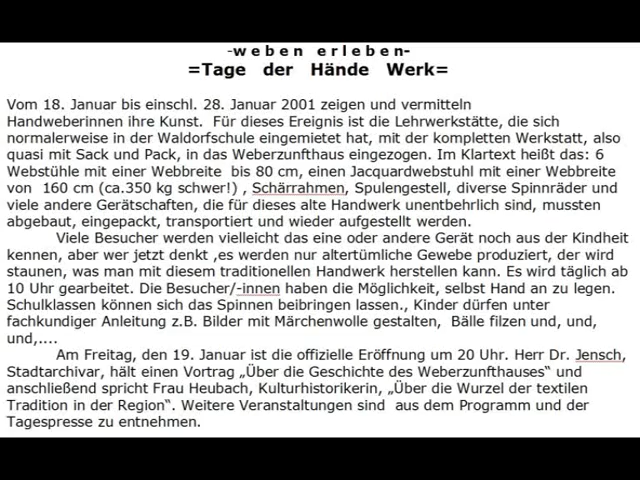 -weben erleben-
=Tage der Hände Werk=
Vom 18. Januar bis einschl. 28. Januar 2001 zeigen und vermitteln
Handweberinnen ihre Kunst. Für dieses Ereignis ist die Lehrwerkstätte, die sich
normalerweise in der Waldorfschule eingemietet hat, mit der kompletten Werkstatt, also
quasi mit Sack und Pack, in das Weberzunfthaus eingezogen. Im Klartext heißt das: 6
Webstühle mit einer Webbreite bis 80 cm, einen Jacquardwebstuhl mit einer Webbreite
von 160 cm (ca.350 kg schwer!) , Schärrahmen, Spulengestell, diverse Spinnräder und
viele andere Gerätschaften, die für dieses alte Handwerk unentbehrlich sind, mussten
abgebaut, eingepackt, transportiert und wieder aufgestellt werden.
Viele Besucher werden vielleicht das eine oder andere Gerät noch aus der Kindheit
kennen, aber wer jetzt denkt ,es werden nur altertümliche Gewebe produziert, der wird
staunen, was man mit diesem traditionellen Handwerk herstellen kann. Es wird täglich ab
10 Uhr gearbeitet. Die Besucher/-innen haben die Möglichkeit, selbst Hand an zu legen.
Schulklassen können sich das Spinnen beibringen lassen., Kinder dürfen unter
fachkundiger Anleitung z.B. Bilder mit Märchenwolle gestalten, Bälle filzen und, und,
und,....
Am Freitag, den 19. Januar ist die offizielle Eröffnung um 20 Uhr. Herr Dr. Jensch,
Stadtarchivar, hält einen Vortrag „Über die Geschichte des Weberzunfthauses" und
anschließend spricht Frau Heubach, Kulturhistorikerin, „Über die Wurzel der textilen
Tradition in der Region". Weitere Veranstaltungen sind aus dem Programm und der
Tagespresse zu entnehmen.